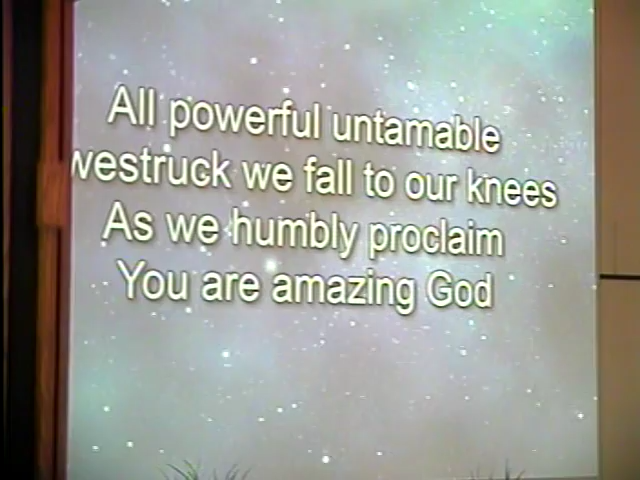 All powerful untamable
westruck we fall to our knees
As we humbly proclaim
You are amazing God